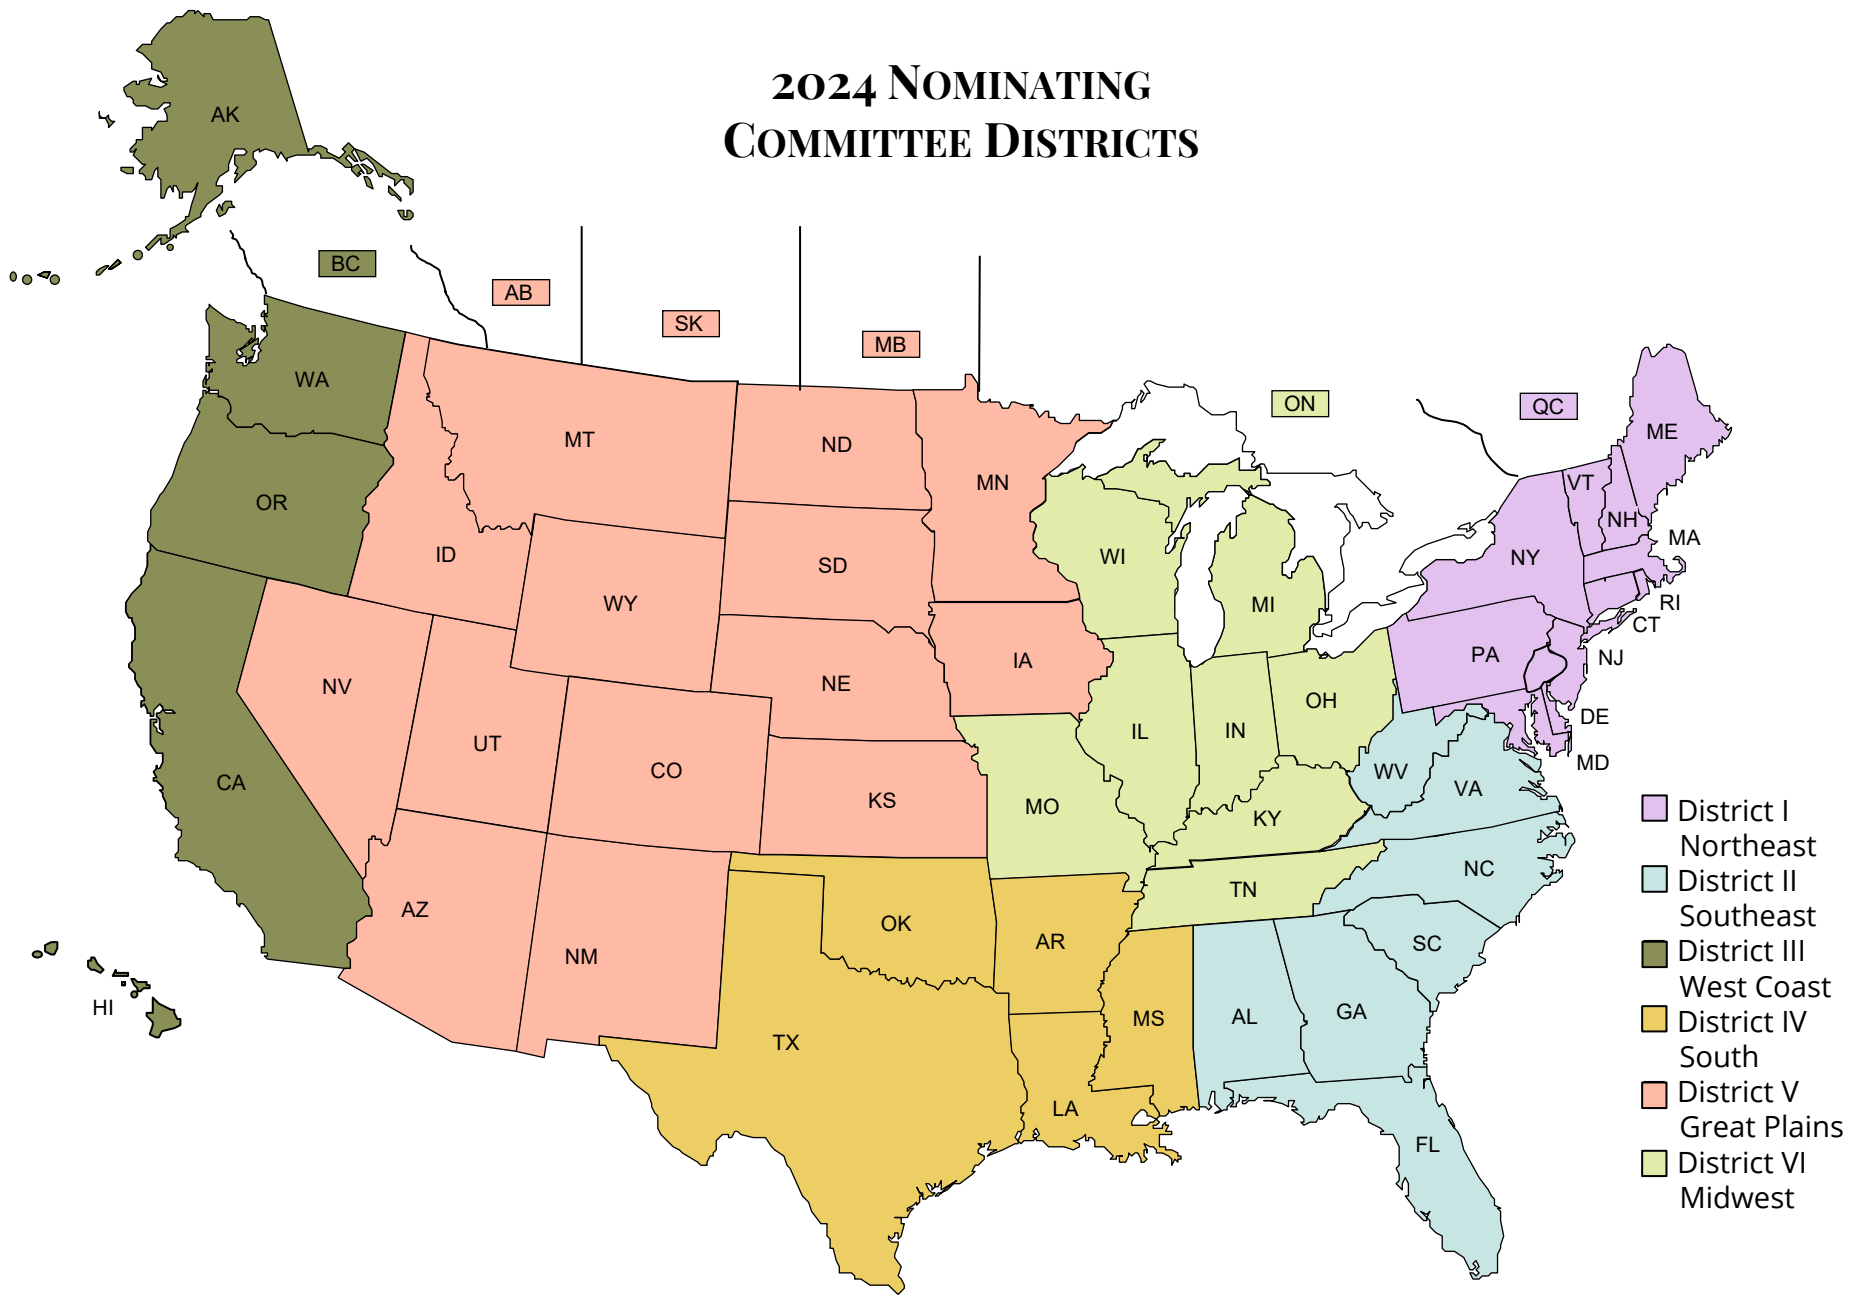 2024 Nominating
Committee Districts
AK
BC
AB
SK
MB
ON
QC
WA
MT
ND
MN
ME
VT
OR
NH
ID
SD
WI
NY
MA
WY
MI
RI
CT
NV
NE
IA
PA
NJ
UT
CO
IL
IN
OH
DE
MD
CA
KS
MO
KY
WV
VA
AZ
NM
OK
AR
TN
NC
SC
HI
TX
MS
AL
GA
LA
FL
District I
Northeast
District II
Southeast
District III
West Coast
District IV
South
District V
Great Plains
District VI
Midwest